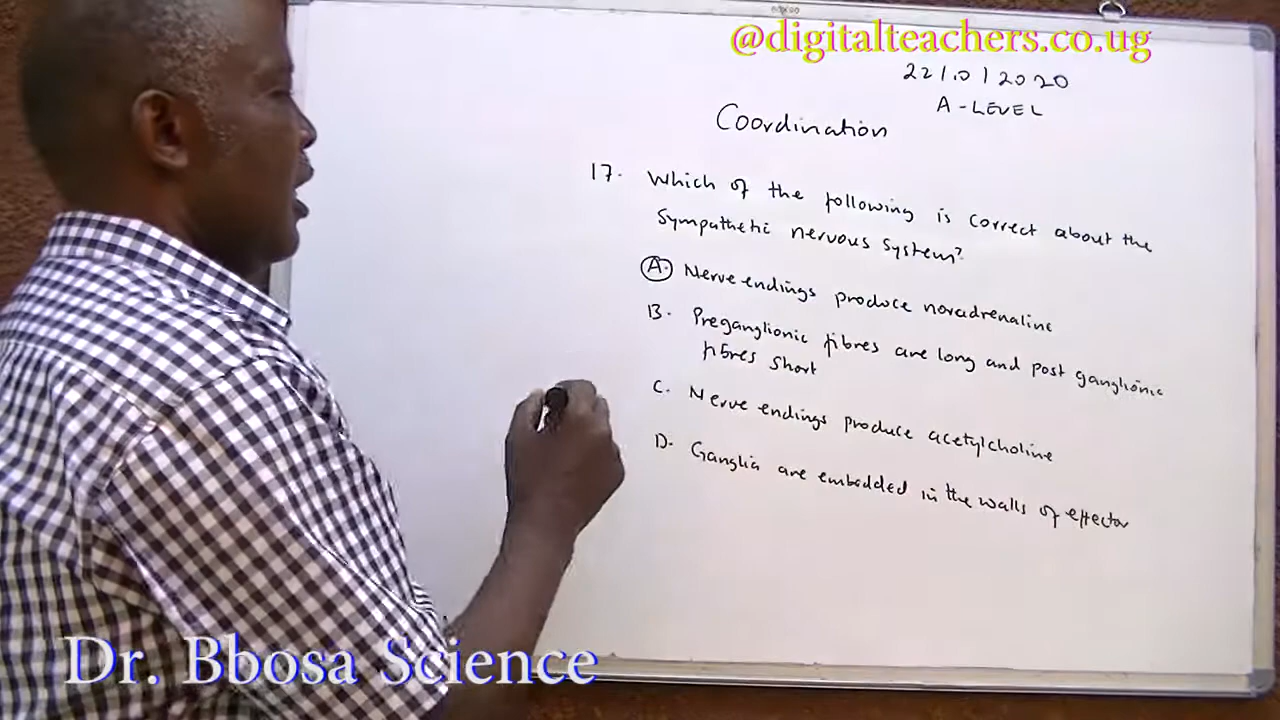 @digitalteachers.co.ug
22/10/2020
A-LEVEL
Coordination
17. Which of the following is correct about the
Sympathetic nervous system?
A. Nerve endings produce noradrenaline
B. Preganglionic fibres are long and post ganglionic
fibres short
C. Nerve endings produce acetylcholine
D. Ganglia are embedded in the walls of effector
Dr. Bbosa Science